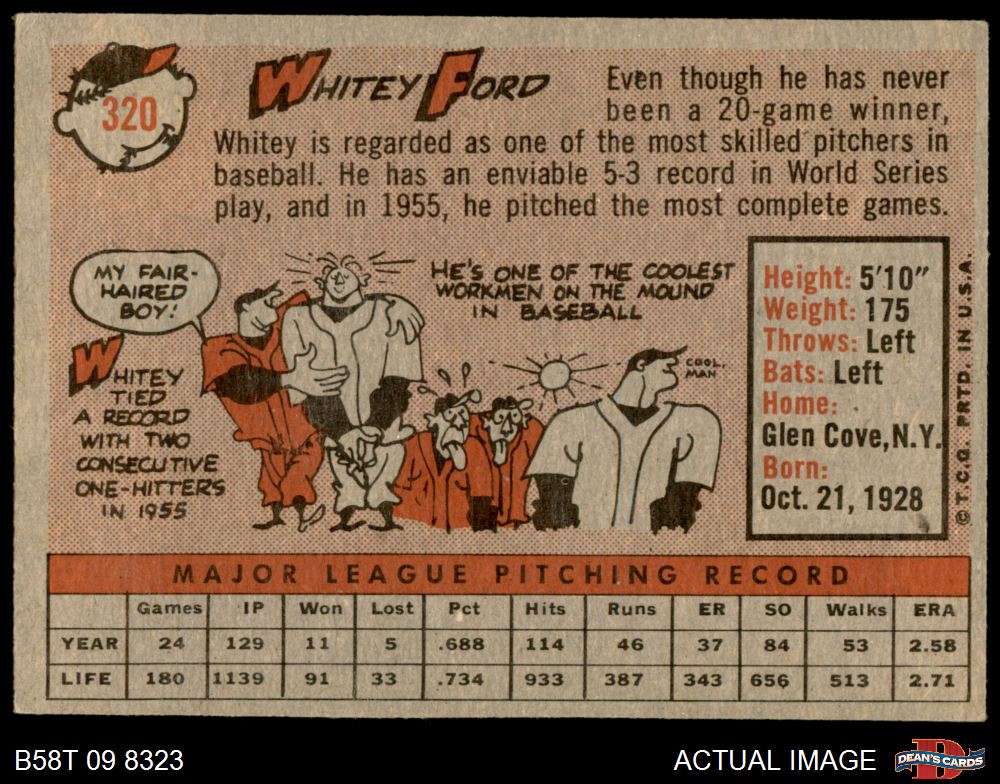 320
WHITEY FORD
Even though he has never
been a 20-game winner,
Whitey is regarded as one of the most skilled pitchers in
baseball. He has an enviable 5-3 record in World Series
play, and in 1955, he pitched the most complete games.
MY FAIR-
HAIRED
BOY!
WHITEY
TIED
A RECORD
WITH TWO
CONSECUTIVE
ONE-HITTERS
IN 1955
HE'S ONE OF THE COOLEST
WORKMEN ON THE MOUND
IN BASEBALL
COOL,
MAN
Height: 5'10"
Weight: 175
Throws: Left
Bats: Left
Home:
Glen Cove, N.Y.
Born:
Oct. 21, 1928
©T.C.G. PRTD. IN U.S.A.
MAJOR LEAGUE PITCHING RECORD
Games IP Won Lost Pct Hits Runs ER SO Walks ERA
YEAR 24 129 11 5 .688 114 46 37 84 53 2.58
LIFE 180 1139 91 33 .734 933 387 343 656 513 2.71
B58T 09 8323
ACTUAL IMAGE
DEAN'S CARDS